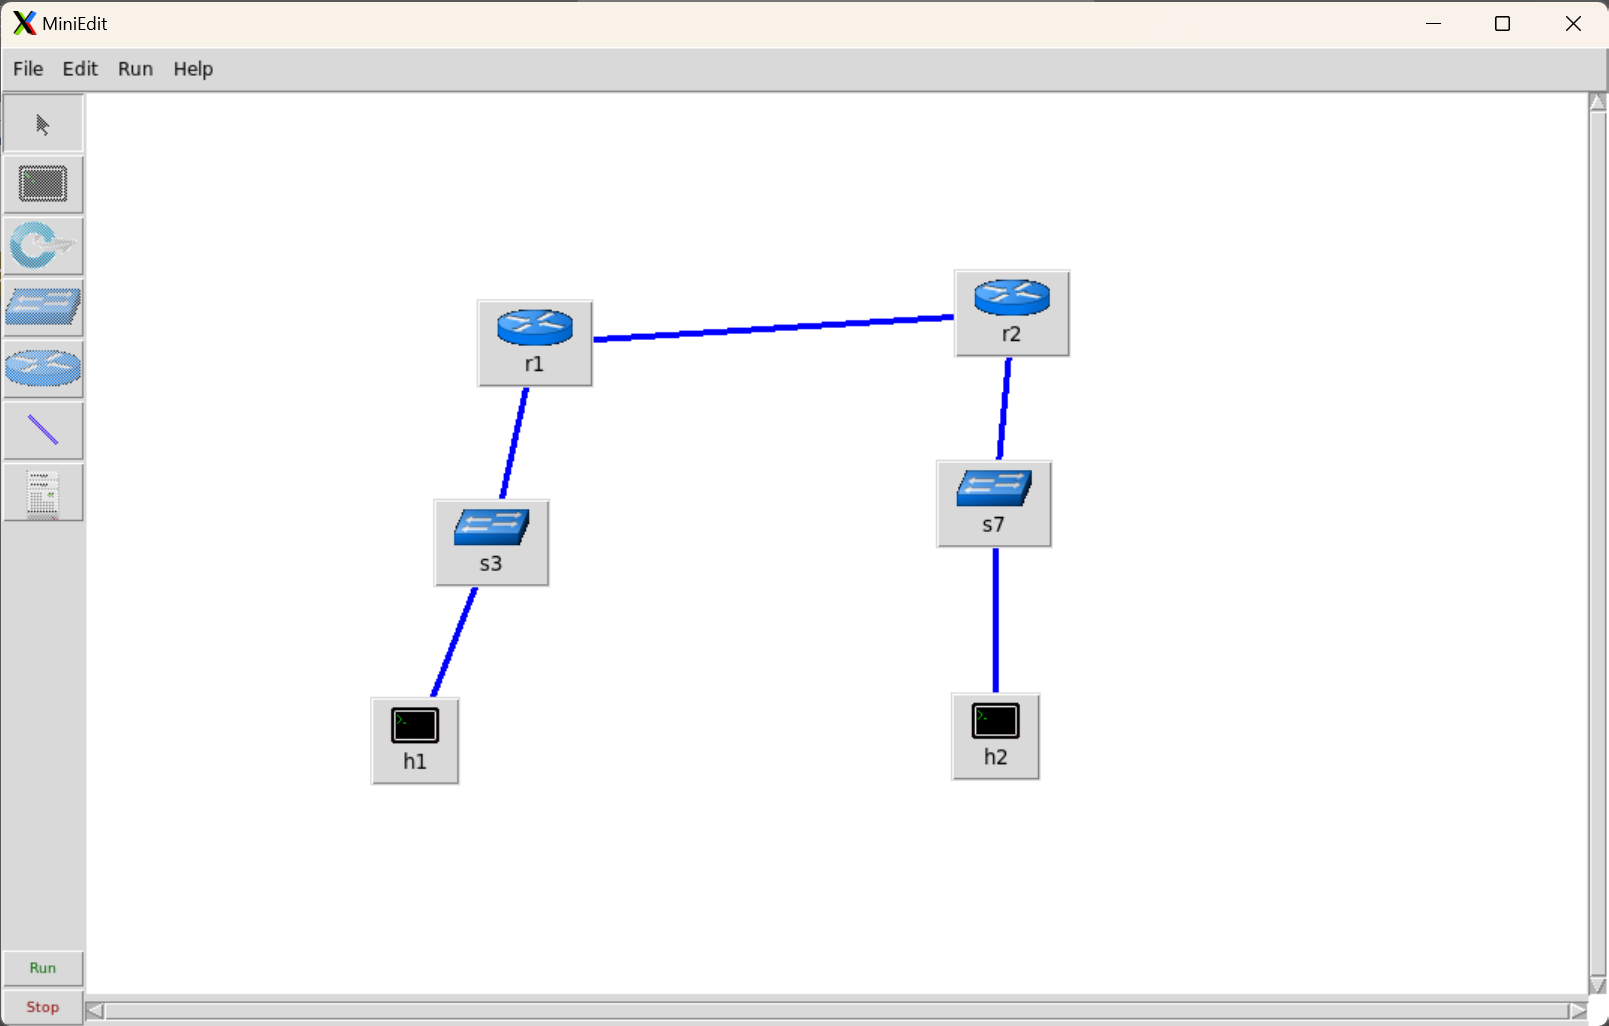 MiniEdit
File Edit Run Help
r2
r1
s7
s3
h2
h1
Run
Stop